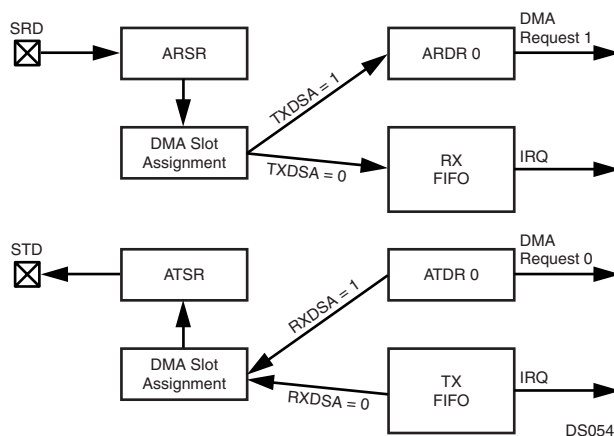 SRD
ARSR
ARDR 0
DMA
Request 1
TXDSA = 1
DMA Slot
Assignment
TXDSA = 0
RX
FIFO
IRQ
STD
ATSR
ATDR 0
DMA
Request 0
RXDSA = 1
DMA Slot
Assignment
RXDSA = 0
TX
FIFO
IRQ
DS054